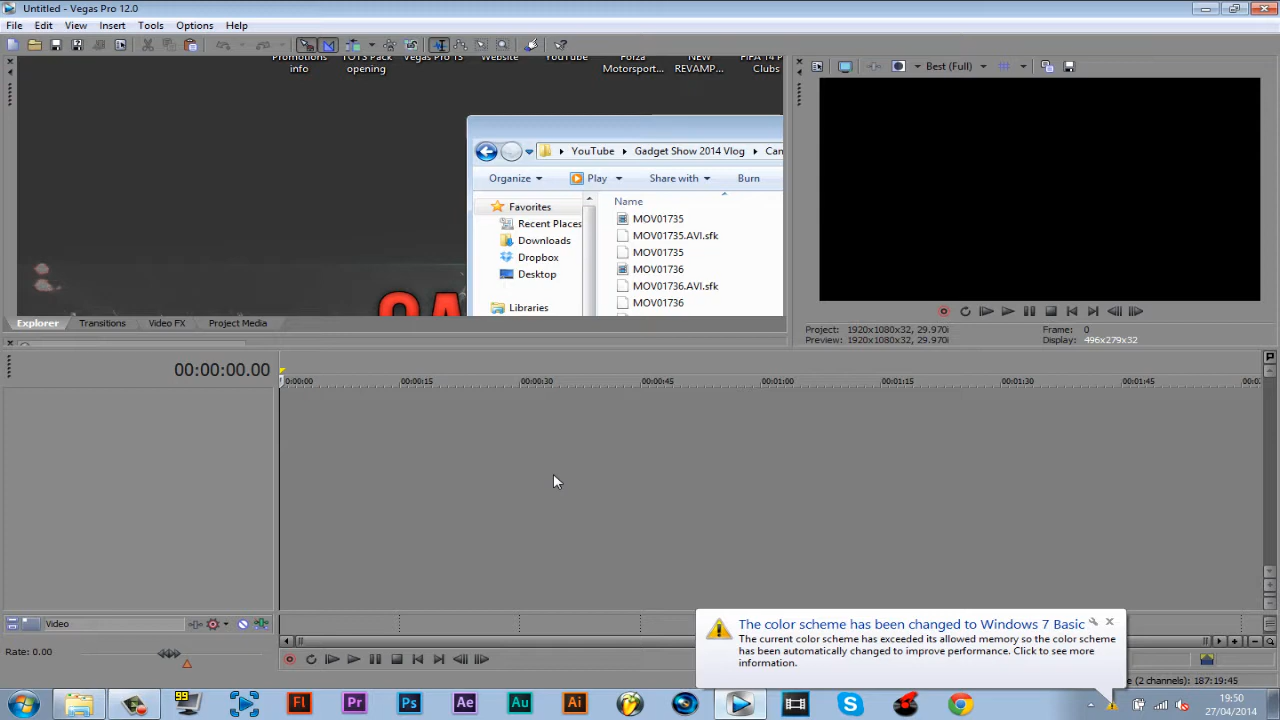 Untitled - Vegas Pro 12.0
File Edit View Insert Tools Options Help
Promotions info
TOTS Pack opening
Vegas Pro 13
Website
YouTube
Forza Motorsport...
NEW REVAMP...
FIFA 14 Pro Clubs
YouTube Gadget Show 2014 Vlog
Organize Play Share with Burn
Name
Favorites
Recent Places
Downloads
Dropbox
Desktop
Libraries
MOV01735
MOV01735.AVI.sfk
MOV01735
MOV01736
MOV01736.AVI.sfk
MOV01736
Explorer Transitions Video FX Project Media
Best (Full)
Project: 1920x1080x32, 29.970i
Preview: 1920x1080x32, 29.970i
Frame: 0
Display: 496x279x32
00:00:00.00
0:00:00 00:00:15 00:00:30 00:00:45 00:01:00 00:01:15 00:01:30 00:01:45
Video
Rate: 0.00
The color scheme has been changed to Windows 7 Basic
The current color scheme has exceeded its allowed memory so the color scheme
has been automatically changed to improve performance. Click to see more
information.
(2 channels): 187:19:45
99 Fl Pr Ps Ae Au Ai
19:50
27/04/2014